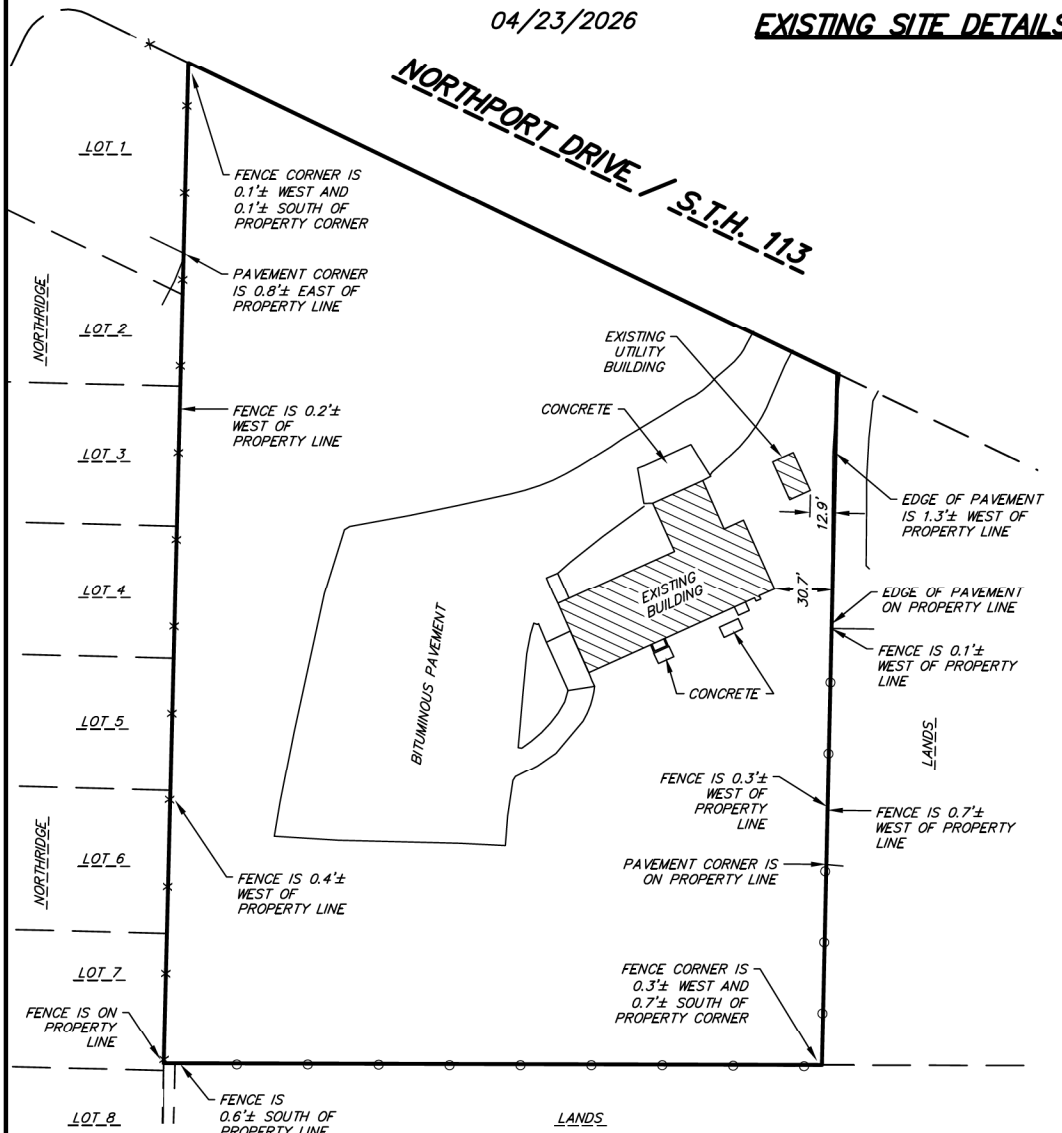 04/23/2026
EXISTING SITE DETAILS
NORTHPORT DRIVE / S.T.H. 113
LOT 1
FENCE CORNER IS
0.1'± WEST AND
0.1'± SOUTH OF
PROPERTY CORNER
PAVEMENT CORNER
IS 0.8'± EAST OF
PROPERTY LINE
NORTHRIDGE
LOT 2
EXISTING
UTILITY
BUILDING
CONCRETE
FENCE IS 0.2'±
WEST OF
PROPERTY LINE
LOT 3
EDGE OF PAVEMENT
IS 1.3'± WEST OF
PROPERTY LINE
12.9'
LOT 4
EXISTING
BUILDING
30.7'
EDGE OF PAVEMENT
ON PROPERTY LINE
FENCE IS 0.1'±
WEST OF PROPERTY
LINE
BITUMINOUS PAVEMENT
CONCRETE
LOT 5
LANDS
FENCE IS 0.3'±
WEST OF
PROPERTY
LINE
FENCE IS 0.7'±
WEST OF PROPERTY
LINE
NORTHRIDGE
LOT 6
PAVEMENT CORNER IS
ON PROPERTY LINE
FENCE IS 0.4'±
WEST OF
PROPERTY LINE
LOT 7
FENCE CORNER IS
0.3'± WEST AND
0.7'± SOUTH OF
PROPERTY CORNER
FENCE IS ON
PROPERTY
LINE
FENCE IS
0.6'± SOUTH OF
PROPERTY LINE
LOT 8
LANDS